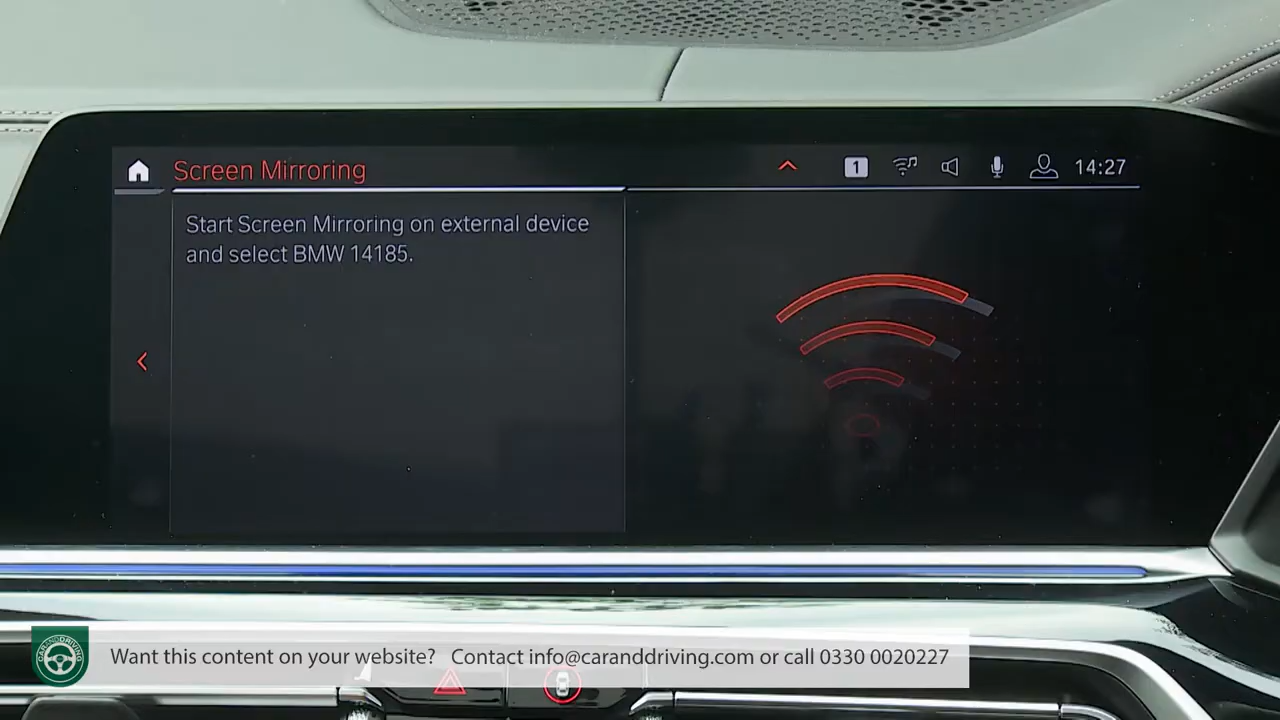 Screen Mirroring
1
14:27
Start Screen Mirroring on external device
and select BMW 14185.
CARANDDRIVING
Want this content on your website? Contact info@caranddriving.com or call 0330 0020227